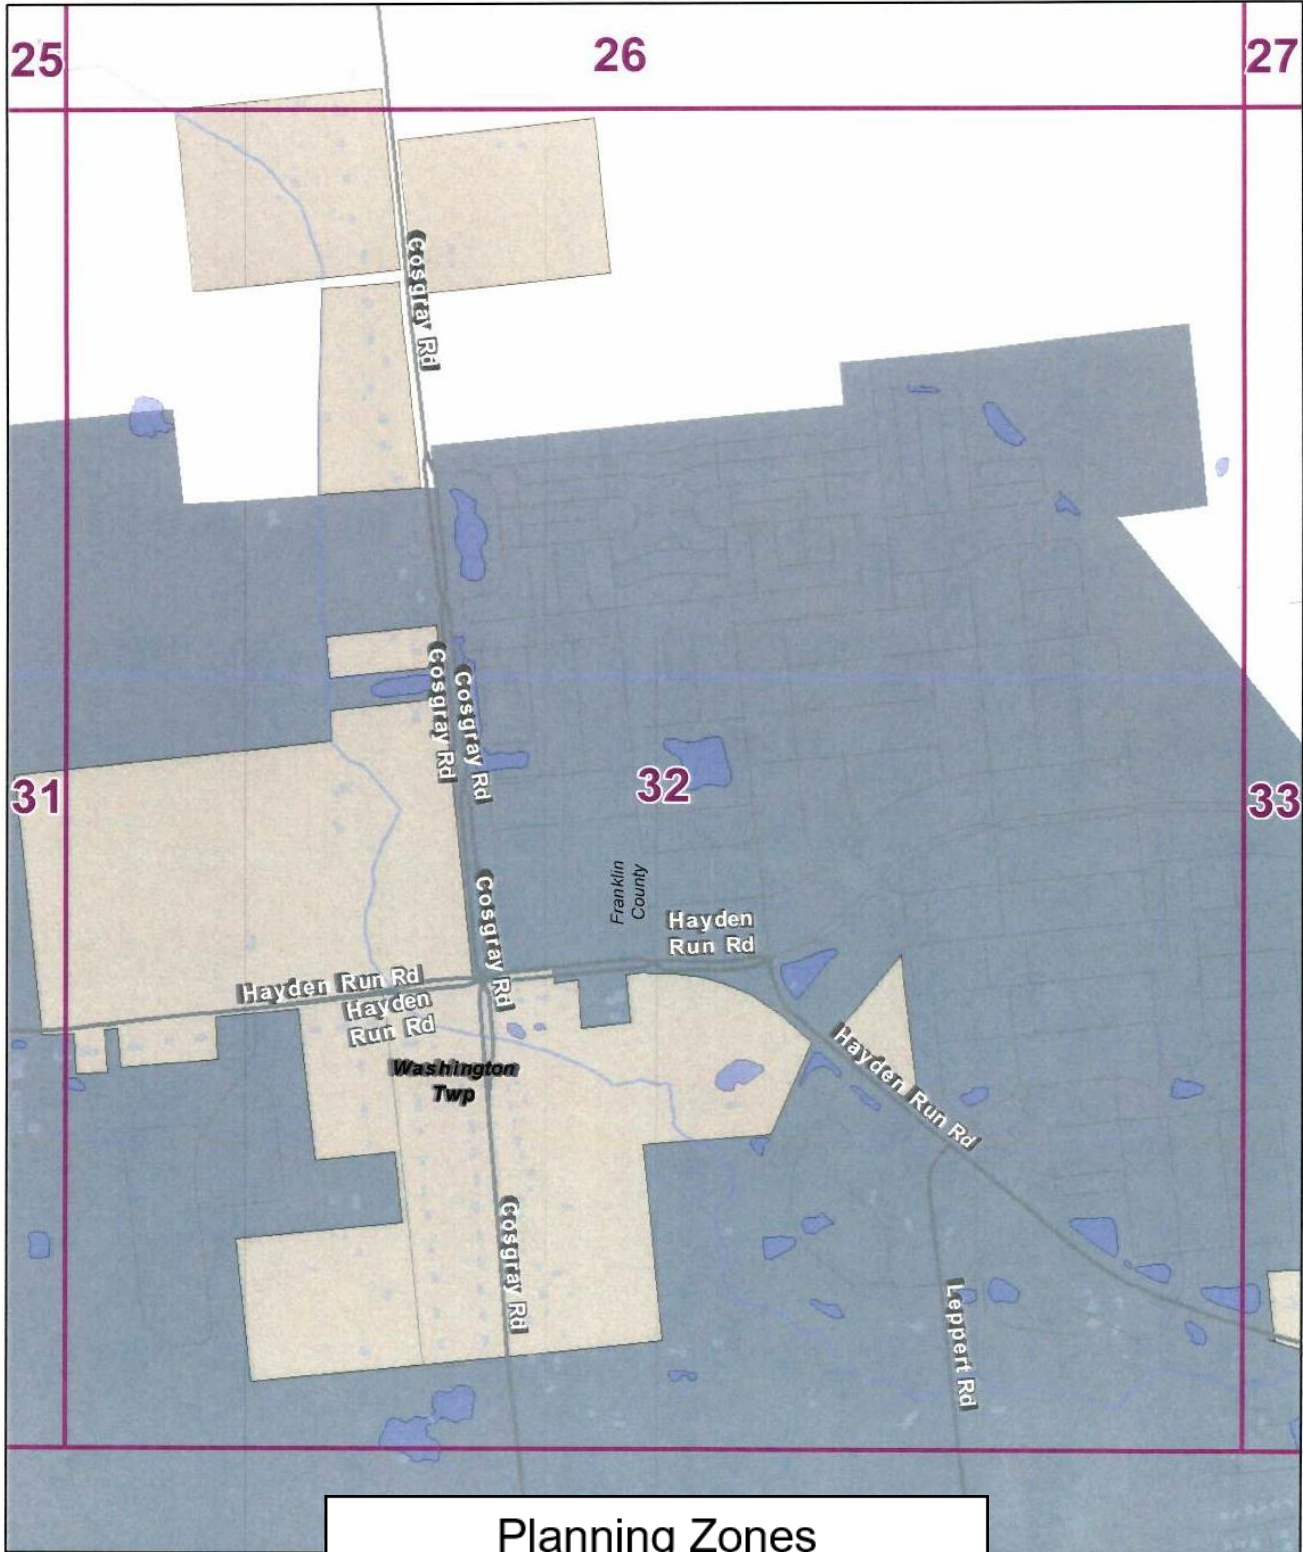 25
26
27
Cosgray Rd
Cosgray Rd
Cosgray Rd
31
32
33
Franklin
County
Cosgray Rd
Hayden
Run Rd
Hayden Run Rd
Hayden
Run Rd
Hayden Run Rd
Washington
Twp
Cosgray Rd
Leppert Rd
Planning Zones